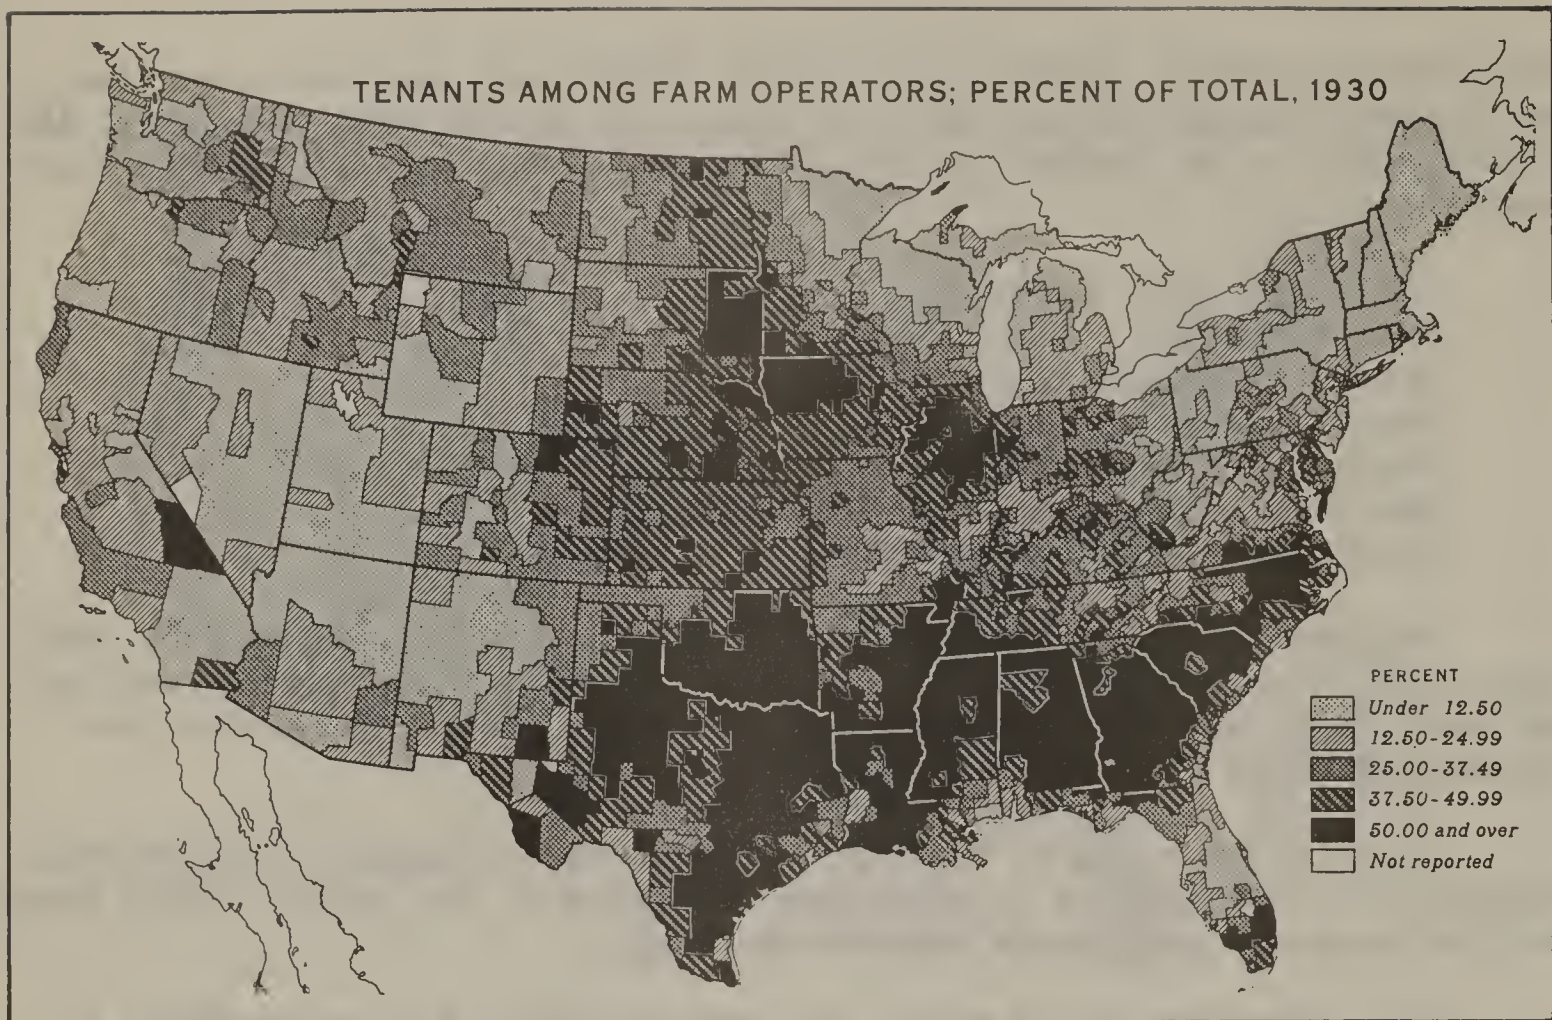 TENANTS AMONG FARM OPERATORS; PERCENT OF TOTAL, 1930
PERCENT
Under 12.50
12.50-24.99
25.00-37.49
37.50-49.99
50.00 and over
Not reported